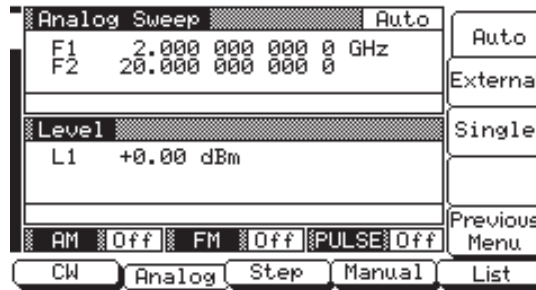 Analog Sweep Auto
F1 2.000 000 000 0 GHz
F2 20.000 000 000 0
Level
L1 +0.00 dBm
AM Off FM Off PULSE Off
Auto
Externa
Single
Previous
Menu
CW Analog Step Manual List